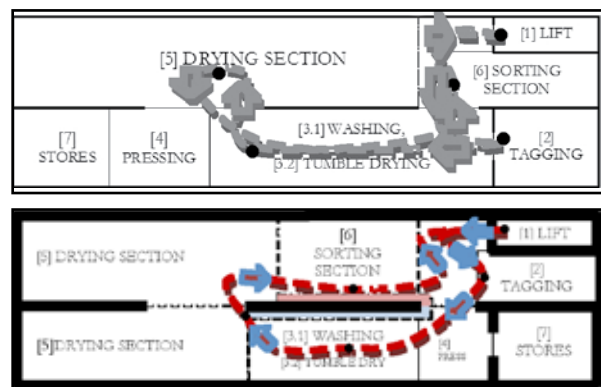 [1] LIFT
[5] DRYING SECTION
[6] SORTING
SECTION
[7]
STORES
[4]
PRESSING
[3.1] WASHING,
[3.2] TUMBLE DRYING
[2]
TAGGING
[6]
SORTING
SECTION
[1] LIFT
[5] DRYING SECTION
[2]
TAGGING
[5]DRYING SECTION
[3.1] WASHING
[3.2] TUMBLE DRY
[4]
PRESS
[7]
STORES